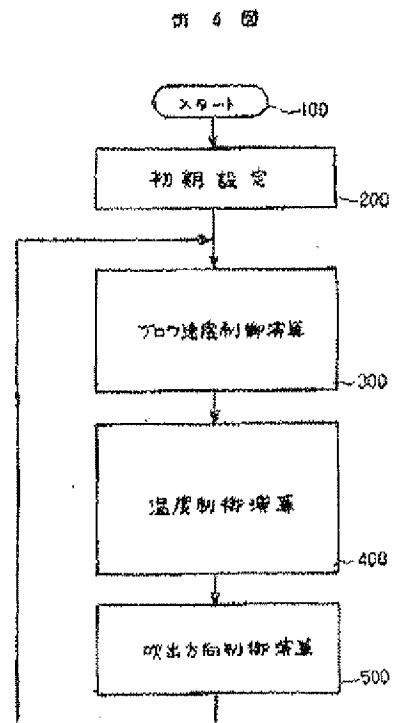 第 4 図
スタート
100
初期設定
200
ブロワ速度制御演算
300
温度制御演算
400
吹出方向制御演算
500